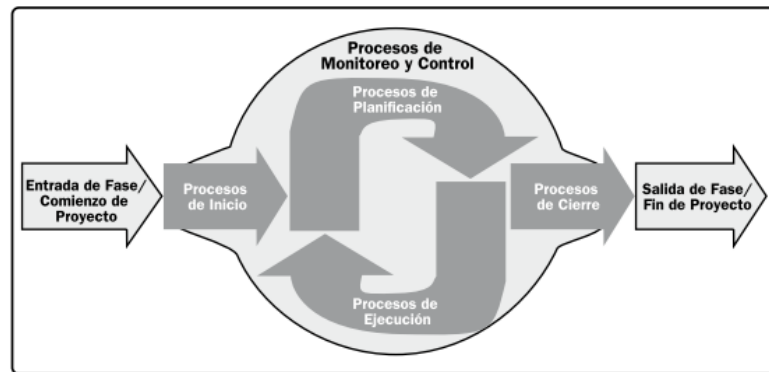 Procesos de
Monitoreo y Control
Procesos de
Planificación
Entrada de Fase/
Comienzo de
Proyecto
Procesos
de Inicio
Procesos
de Cierre
Salida de Fase/
Fin de Proyecto
Procesos de
Ejecución